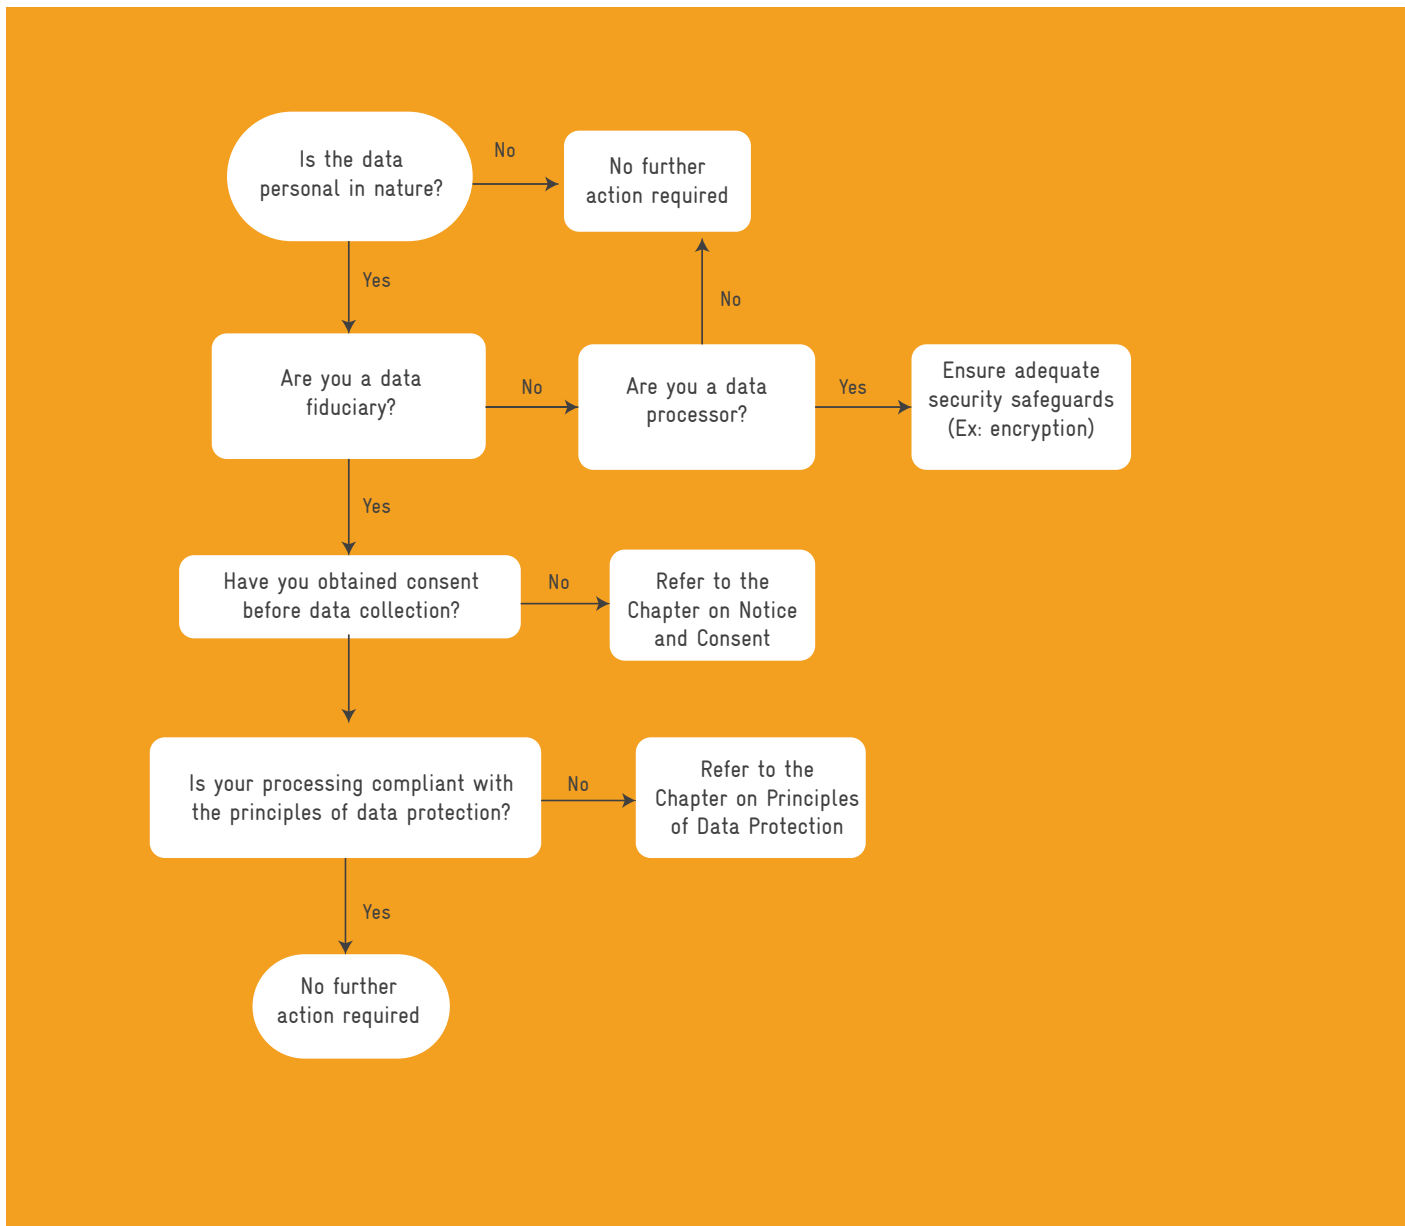 Is the data
personal in nature?
No
No further
action required
Yes
No
Are you a data
fiduciary?
No
Are you a data
processor?
Yes
Ensure adequate
security safeguards
(Ex: encryption)
Yes
Have you obtained consent
before data collection?
No
Refer to the
Chapter on Notice
and Consent
Is your processing compliant with
the principles of data protection?
No
Refer to the
Chapter on Principles
of Data Protection
Yes
No further
action required